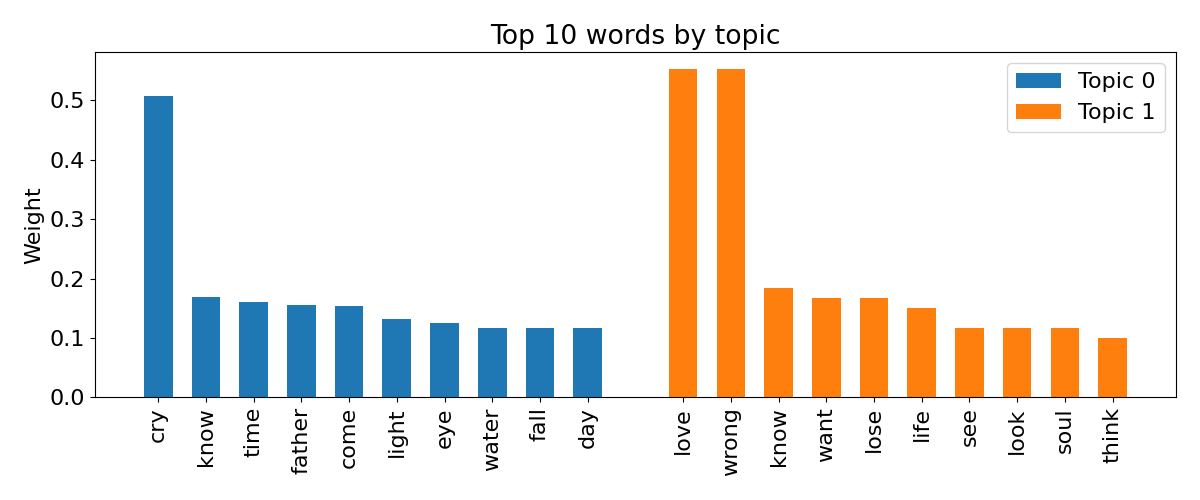 Top 10 words by topic
Weight
0.5
0.4
0.3
0.2
0.1
0.0
Topic 0
Topic 1
cry
know
time
father
come
light
eye
water
fall
day
love
wrong
know
want
lose
life
see
look
soul
think